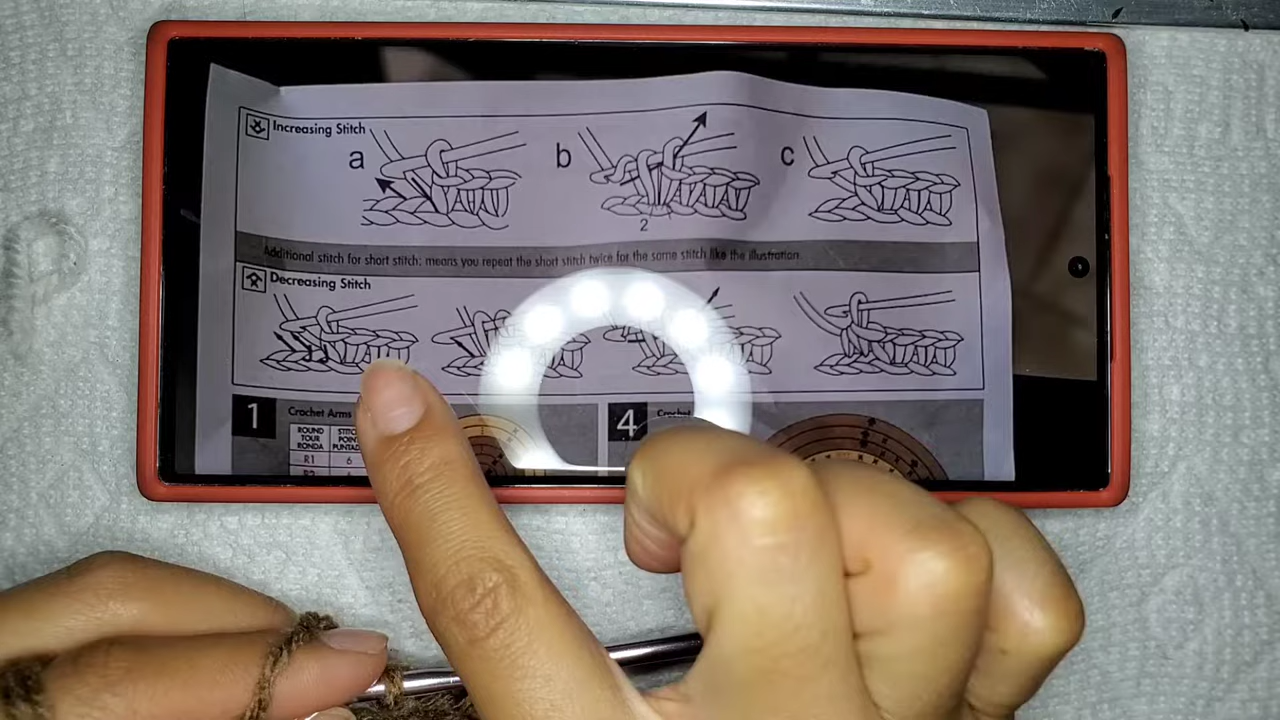 Increasing Stitch
a
b
c
2
Additional stitch for short stitch: means you repeat the short stitch twice for the same stitch like the illustration.
Decreasing Stitch
1
Crochet Arms
ROUND
TOUR
RONDA
R1
6
4
Crochet